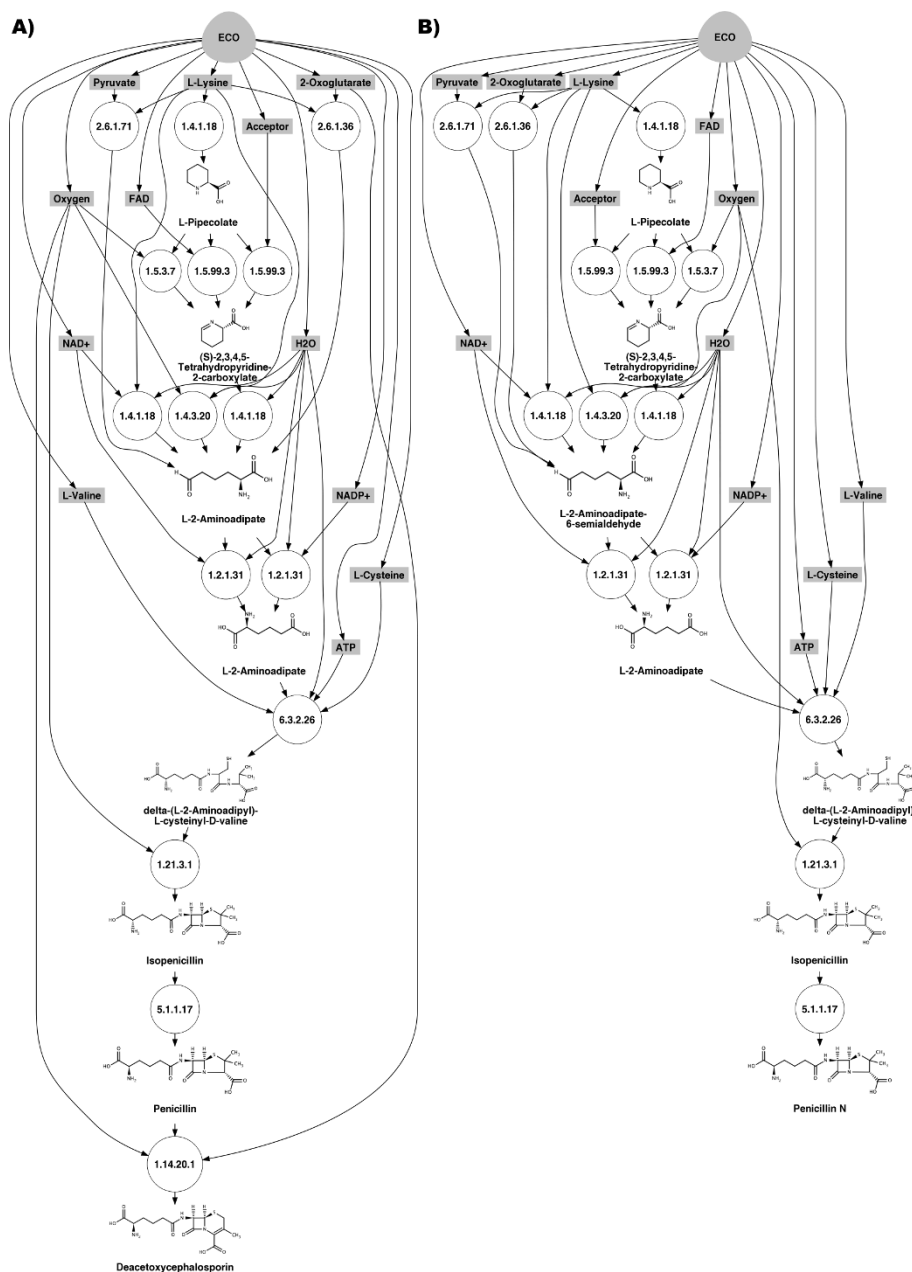 A)
ECO
Pyruvate
L-Lysine
2-Oxoglutarate
2.6.1.71
1.4.1.18
Acceptor
2.6.1.36
Oxygen
FAD
L-Pipecolate
1.5.3.7
1.5.99.3
1.5.99.3
NAD+
(S)-2,3,4,5-
Tetrahydropyridine-
2-carboxylate
H2O
1.4.1.18
1.4.3.20
1.4.1.18
L-Valine
L-2-Aminoadipate
NADP+
1.2.1.31
1.2.1.31
L-Cysteine
L-2-Aminoadipate
ATP
6.3.2.26
delta-(L-2-Aminoadipyl)-
L-cysteinyl-D-valine
1.21.3.1
Isopenicillin
5.1.1.17
Penicillin
1.14.20.1
Deacetoxycephalosporin
B)
ECO
Pyruvate
2-Oxoglutarate
L-Lysine
2.6.1.71
2.6.1.36
1.4.1.18
FAD
Acceptor
L-Pipecolate
Oxygen
1.5.99.3
1.5.99.3
1.5.3.7
NAD+
(S)-2,3,4,5-
Tetrahydropyridine-
2-carboxylate
H2O
1.4.1.18
1.4.3.20
1.4.1.18
L-2-Aminoadipate-
6-semialdehyde
NADP+
L-Valine
1.2.1.31
1.2.1.31
L-Cysteine
L-2-Aminoadipate
ATP
6.3.2.26
delta-(L-2-Aminoadipyl)
L-cysteinyl-D-valine
1.21.3.1
Isopenicillin
5.1.1.17
Penicillin N